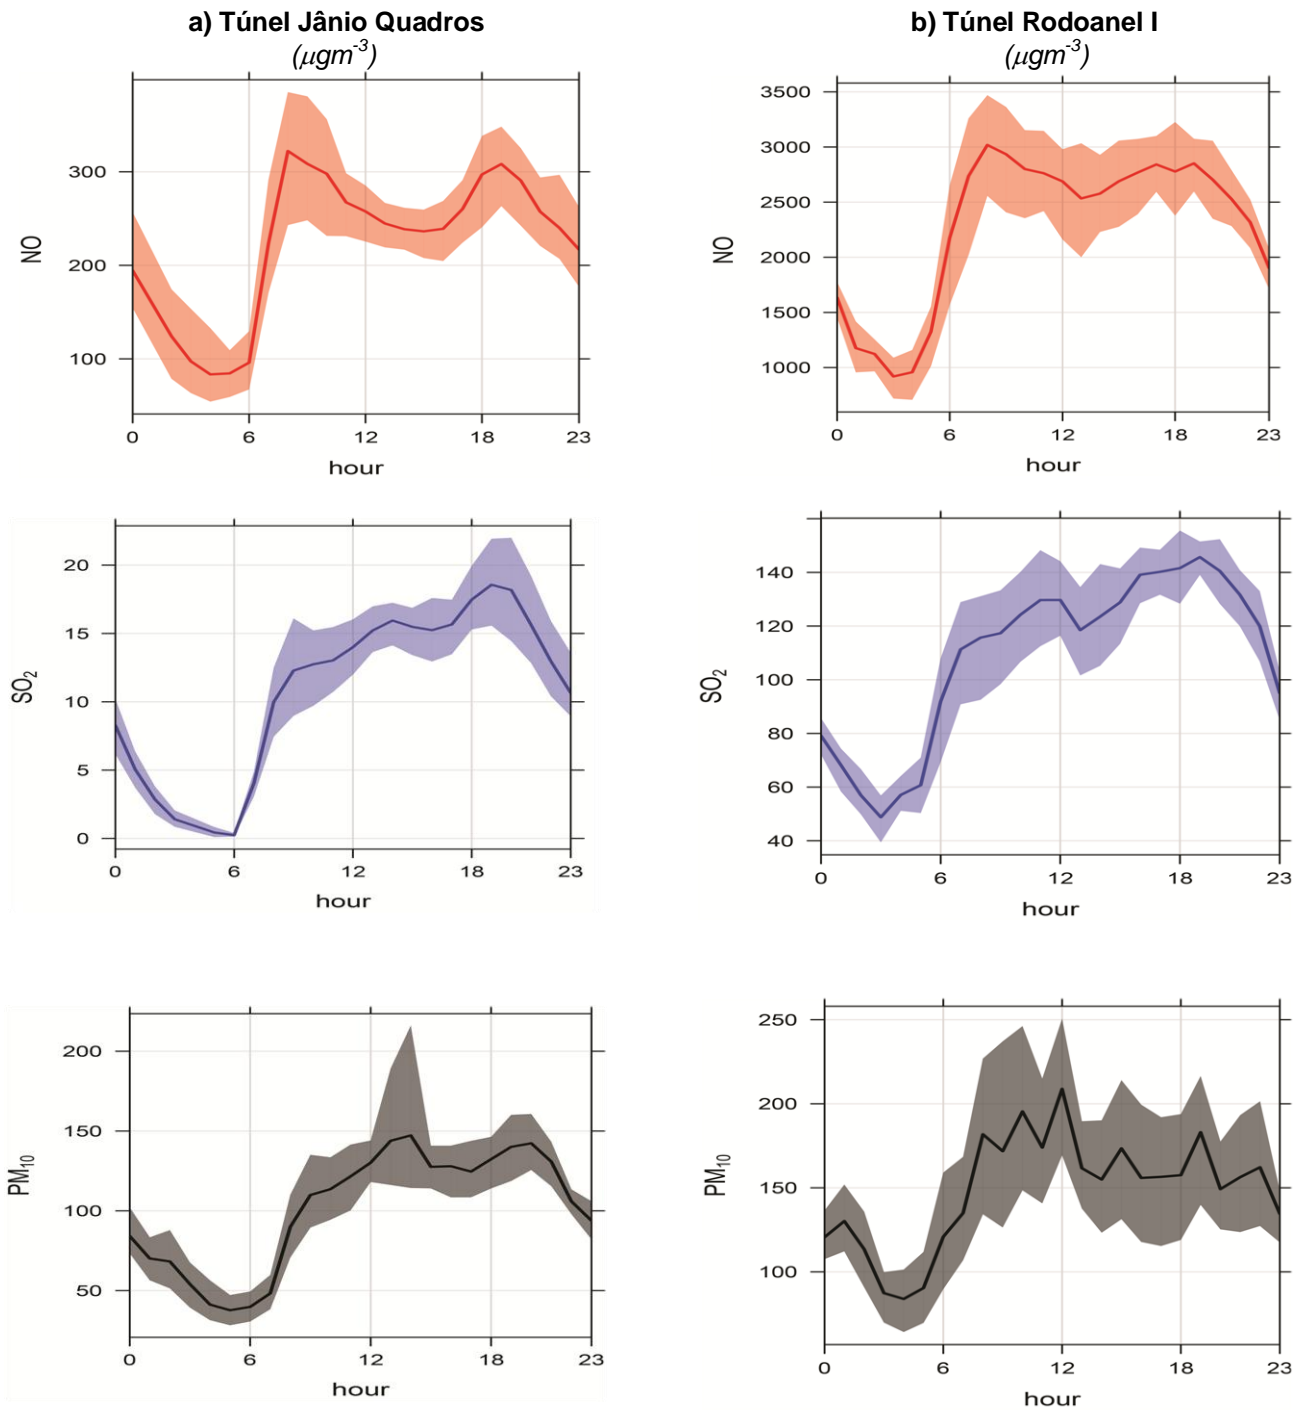 a) Túnel Jânio Quadros
(μgm-3)
b) Túnel Rodoanel I
(μgm-3)
NO
300
200
100
0 6 12 18 23
hour
NO
3500
3000
2500
2000
1500
1000
0 6 12 18 23
hour
SO2
20
15
10
5
0
0 6 12 18 23
hour
SO2
140
120
100
80
60
40
0 6 12 18 23
hour
PM10
200
150
100
50
0 6 12 18 23
hour
PM10
250
200
150
100
0 6 12 18 23
hour